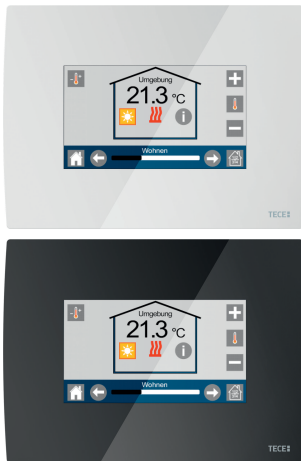 Umgebung
21.3 °C
i
Wohnen
TECE
Umgebung
21.3 °C
i
Wohnen
TECE